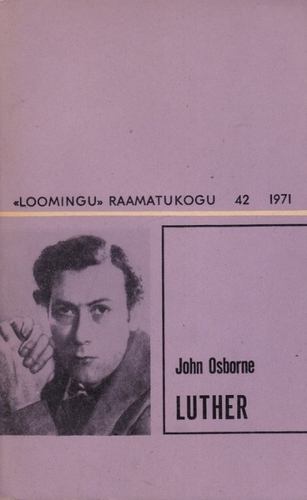 «LOOMINGU» RAAMATUKOGU 42 1971
John Osborne
LUTHER